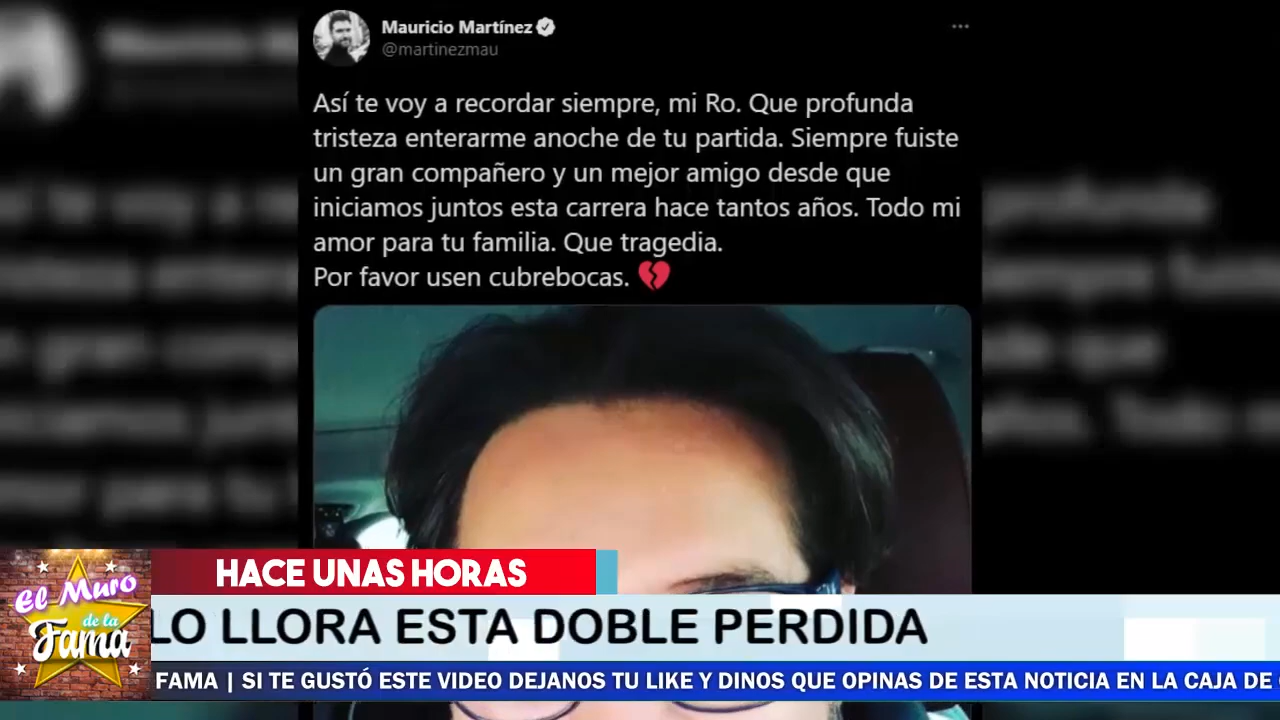 Mauricio Martínez
@martinezmau
Así te voy a recordar siempre, mi Ro. Que profunda
tristeza enterarme anoche de tu partida. Siempre fuiste
un gran compañero y un mejor amigo desde que
iniciamos juntos esta carrera hace tantos años. Todo mi
amor para tu familia. Que tragedia.
Por favor usen cubrebocas. 💔
HACE UNAS HORAS
LO LLORA ESTA DOBLE PERDIDA
El Muro
de la
Fama
FAMA | SI TE GUSTÓ ESTE VIDEO DEJANOS TU LIKE Y DINOS QUE OPINAS DE ESTA NOTICIA EN LA CAJA DE